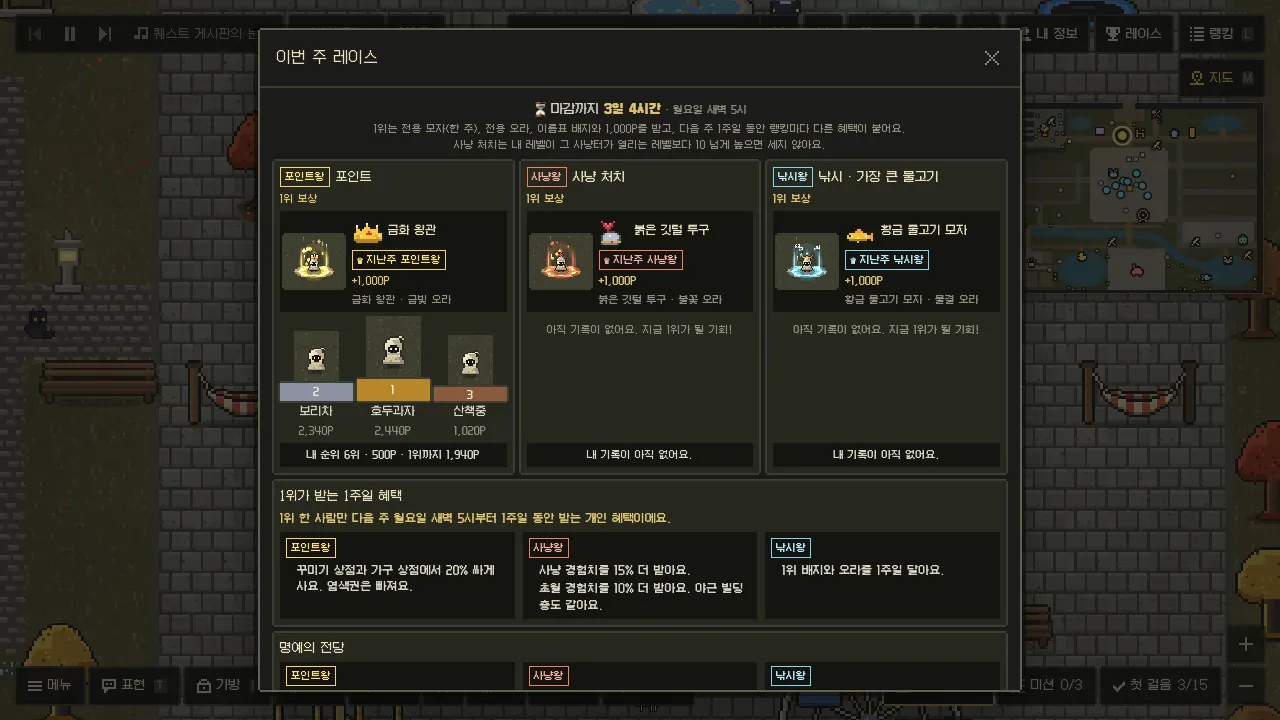 퀘스트 게시판의
내 정보
레이스
랭킹 L
지도 M
이번 주 레이스
마감까지 3일 4시간 · 월요일 새벽 5시
1위는 전용 모자(한 주), 전용 오라, 이름표 배지와 1,000P를 받고, 다음 주 1주일 동안 랭킹마다 다른 혜택이 붙어요.
사냥 처치는 내 레벨이 그 사냥터가 열리는 레벨보다 10 넘게 높으면 세지 않아요.
포인트왕 포인트
1위 보상
금화 왕관
지난주 포인트왕
+1,000P
금화 왕관 · 금빛 오라
2
1
3
보리차
호두과자
산책중
2,340P
2,440P
1,020P
내 순위 6위 · 500P · 1위까지 1,940P
사냥왕 사냥 처치
1위 보상
붉은 깃털 투구
지난주 사냥왕
+1,000P
붉은 깃털 투구 · 불꽃 오라
아직 기록이 없어요. 지금 1위가 될 기회!
내 기록이 아직 없어요.
낚시왕 낚시 · 가장 큰 물고기
1위 보상
황금 물고기 모자
지난주 낚시왕
+1,000P
황금 물고기 모자 · 물결 오라
아직 기록이 없어요. 지금 1위가 될 기회!
내 기록이 아직 없어요.
1위가 받는 1주일 혜택
1위 한 사람만 다음 주 월요일 새벽 5시부터 1주일 동안 받는 개인 혜택이에요.
포인트왕
꾸미기 상점과 가구 상점에서 20% 싸게
사요. 염색권은 빠져요.
사냥왕
사냥 경험치를 15% 더 받아요.
초월 경험치를 10% 더 받아요. 야근 빌딩
층도 같아요.
낚시왕
1위 배지와 오라를 1주일 달아요.
명예의 전당
포인트왕
사냥왕
낚시왕
메뉴
표현 T
가방
미션 0/3
첫 걸음 3/15